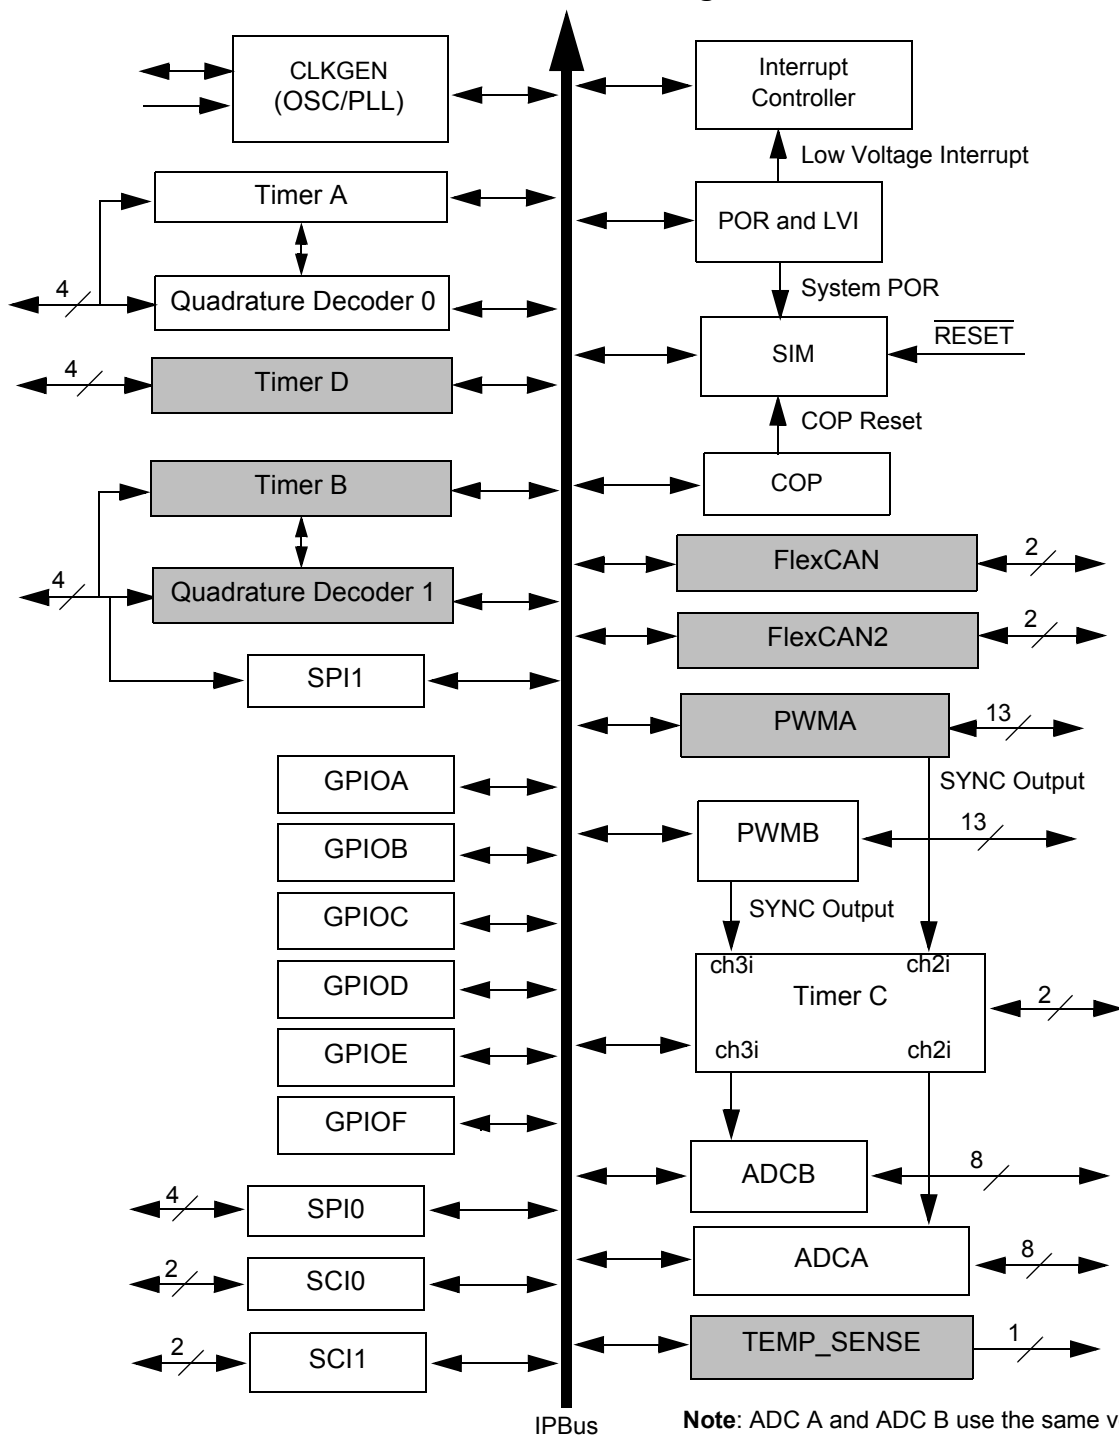 CLKGEN
(OSC/PLL)
Timer A
4
Quadrature Decoder 0
4
Timer D
Timer B
4
Quadrature Decoder 1
SPI1
GPIOA
GPIOB
GPIOC
GPIOD
GPIOE
GPIOF
4
SPI0
2
SCI0
2
SCI1
IPBus
Interrupt
Controller
Low Voltage Interrupt
POR and LVI
System POR
RESET
SIM
COP Reset
COP
FlexCAN
2
FlexCAN2
2
PWMA
13
SYNC Output
PWMB
13
SYNC Output
ch3i
ch2i
Timer C
2
ch3i
ch2i
ADCB
8
ADCA
8
TEMP_SENSE
1
Note: ADC A and ADC B use the same v